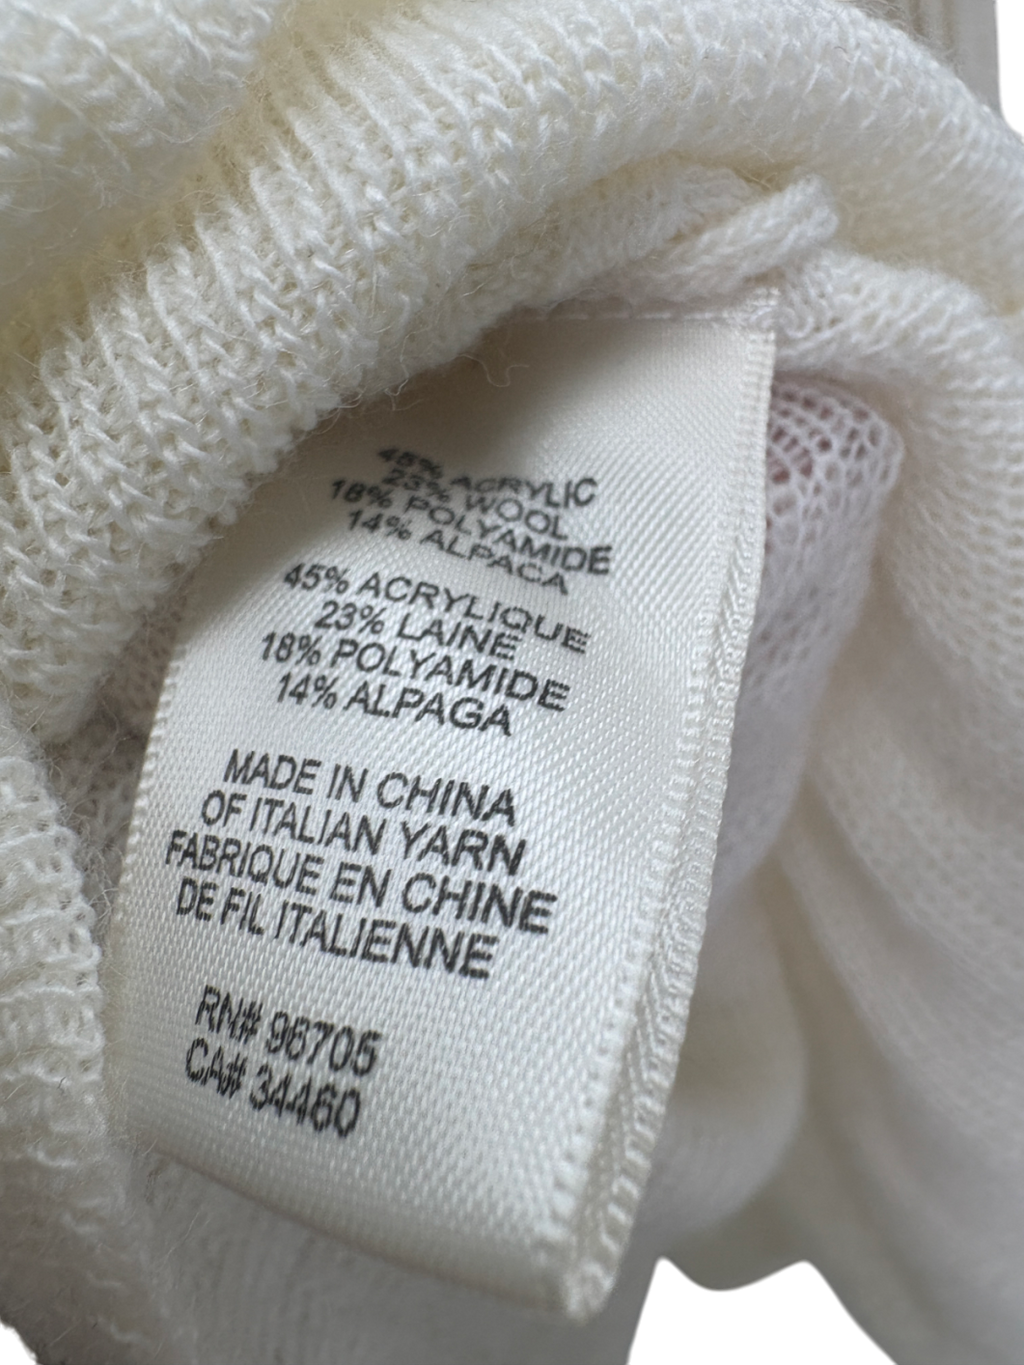 45% ACRYLIC
23% WOOL
18% POLYAMIDE
14% ALPACA
45% ACRYLIQUE
23% LAINE
18% POLYAMIDE
14% ALPAGA
MADE IN CHINA
OF ITALIAN YARN
FABRIQUE EN CHINE
DE FIL ITALIENNE
RN# 96705
CA# 34460